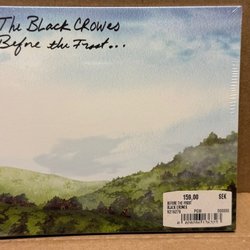 The Black Crowes
Before the Frost...
159,00 SEK
BEFORE THE FROST
BLACK CROWES